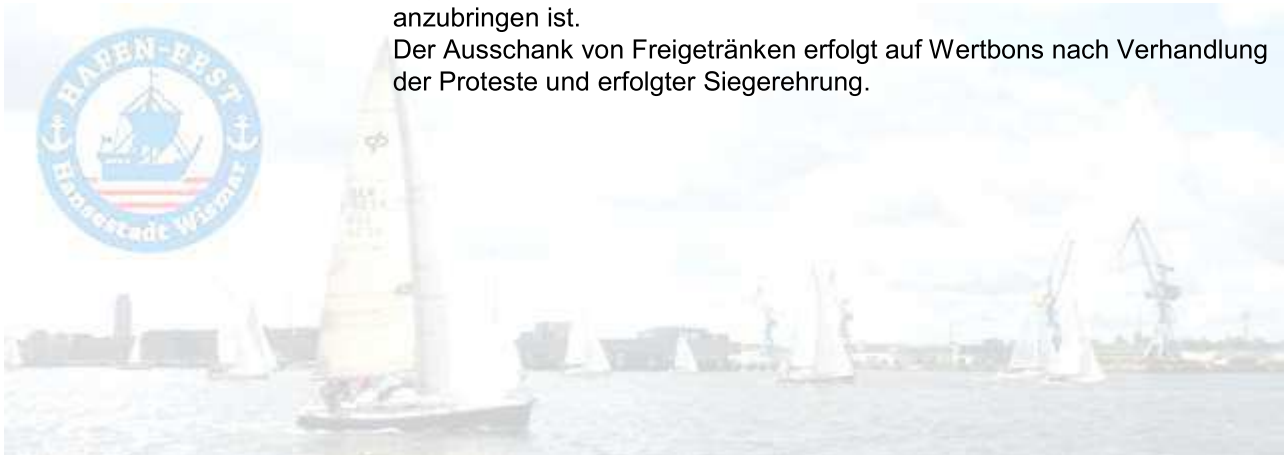 anzubringen ist.
Der Ausschank von Freigetränken erfolgt auf Wertbons nach Verhandlung
der Proteste und erfolgter Siegerehrung.
HAFEN-FEST
Hansestadt Wismar